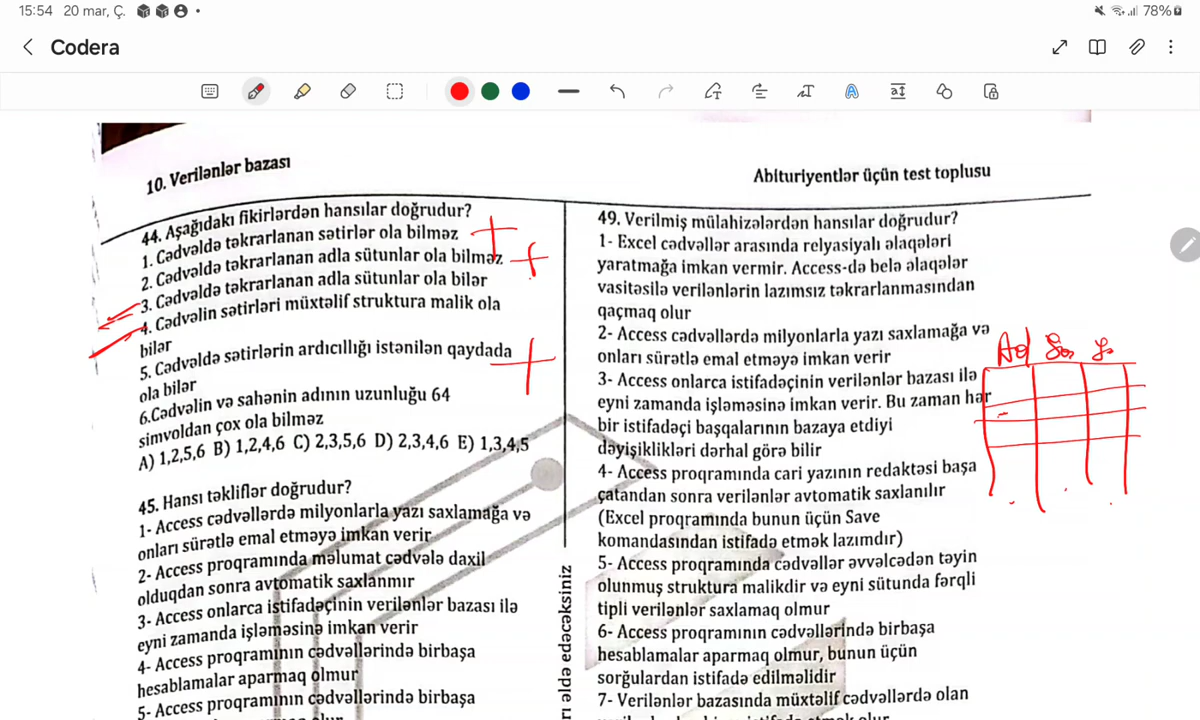 15:54 20 mar, Ç. 78%
Codera
10. Verilənlər bazası
Abituriyentlər üçün test toplusu
44. Aşağıdakı fikirlərdən hansılar doğrudur?
1. Cədvəldə təkrarlanan sətirlər ola bilməz
2. Cədvəldə təkrarlanan adla sütunlar ola bilməz
3. Cədvəldə təkrarlanan adla sütunlar ola bilər
4. Cədvəlin sətirləri müxtəlif struktura malik ola
bilər
5. Cədvəldə sətirlərin ardıcıllığı istənilən qaydada
ola bilər
6.Cədvəlin və sahənin adının uzunluğu 64
simvoldan çox ola bilməz
A) 1,2,5,6 B) 1,2,4,6 C) 2,3,5,6 D) 2,3,4,6 E) 1,3,4,5
45. Hansı təkliflər doğrudur?
1- Access cədvəllərdə milyonlarla yazı saxlamağa və
onları sürətlə emal etməyə imkan verir
2- Access proqramında məlumat cədvələ daxil
olduqdan sonra avtomatik saxlanmır
3- Access onlarca istifadəçinin verilənlər bazası ilə
eyni zamanda işləməsinə imkan verir
4- Access proqramının cədvəllərində birbaşa
hesablamalar aparmaq olmur
5- Access proqramının cədvəllərində birbaşa
rı əldə edəcəksiniz
49. Verilmiş mülahizələrdən hansılar doğrudur?
1- Excel cədvəllər arasında relyasiyalı əlaqələri
yaratmağa imkan vermir. Access-də belə əlaqələr
vasitəsilə verilənlərin lazımsız təkrarlanmasından
qaçmaq olur
2- Access cədvəllərdə milyonlarla yazı saxlamağa və
onları sürətlə emal etməyə imkan verir
3- Access onlarca istifadəçinin verilənlər bazası ilə
eyni zamanda işləməsinə imkan verir. Bu zaman hər
bir istifadəçi başqalarının bazaya etdiyi
dəyişiklikləri dərhal görə bilir
4- Access proqramında cari yazının redaktəsi başa
çatandan sonra verilənlər avtomatik saxlanılır
(Excel proqramında bunun üçün Save
komandasından istifadə etmək lazımdır)
5- Access proqramında cədvəllər əvvəlcədən təyin
olunmuş struktura malikdir və eyni sütunda fərqli
tipli verilənlər saxlamaq olmur
6- Access proqramının cədvəllərində birbaşa
hesablamalar aparmaq olmur, bunun üçün
sorğulardan istifadə edilməlidir
7- Verilənlər bazasında müxtəlif cədvəllərdə olan
Ad